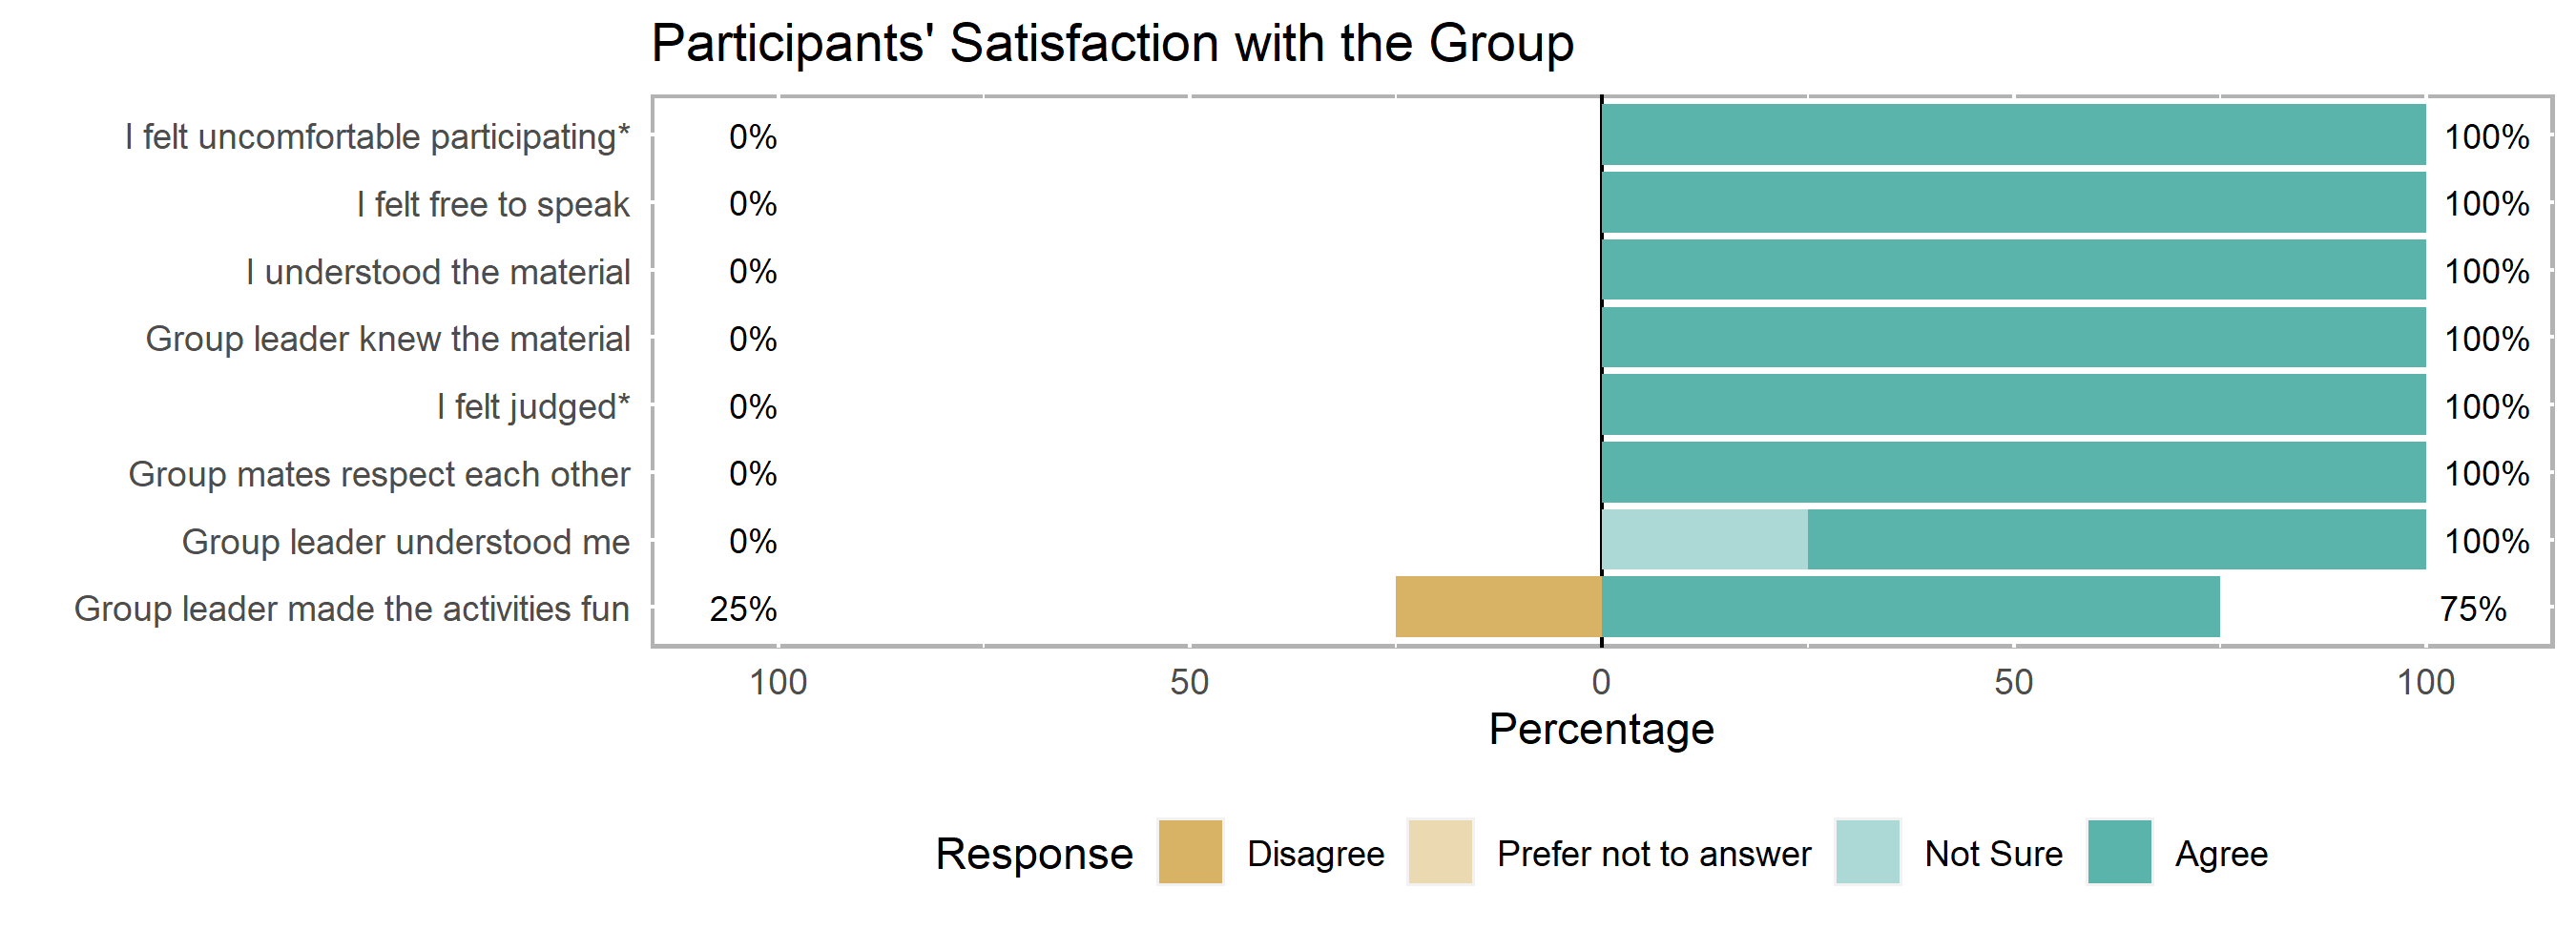 Participants' Satisfaction with the Group
I felt uncomfortable participating* 0% 100%
I felt free to speak 0% 100%
I understood the material 0% 100%
Group leader knew the material 0% 100%
I felt judged* 0% 100%
Group mates respect each other 0% 100%
Group leader understood me 0% 100%
Group leader made the activities fun 25% 75%
100 50 0 50 100
Percentage
Response Disagree Prefer not to answer Not Sure Agree